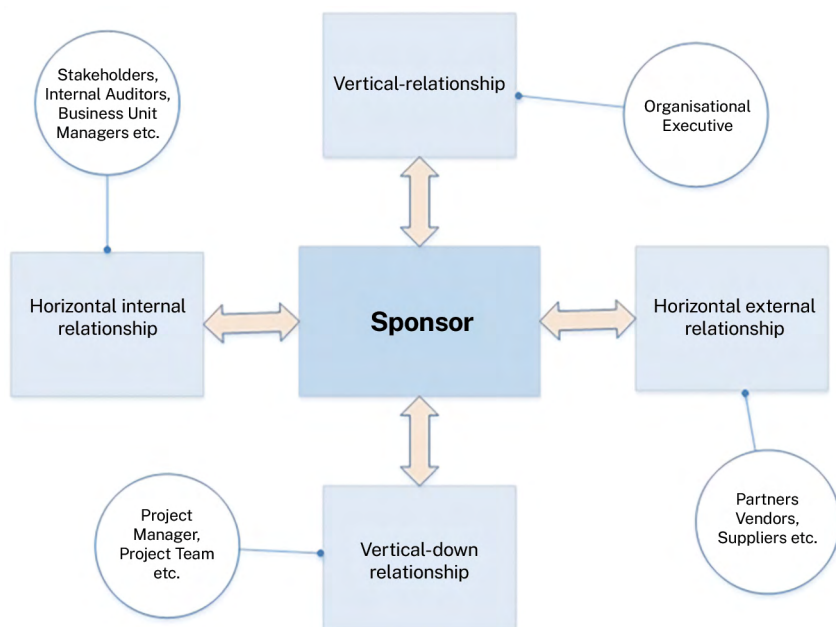 Stakeholders,
Internal Auditors,
Business Unit
Managers etc.
Vertical-relationship
Organisational
Executive
Horizontal internal
relationship
Sponsor
Horizontal external
relationship
Project
Manager,
Project Team
etc.
Vertical-down
relationship
Partners
Vendors,
Suppliers etc.